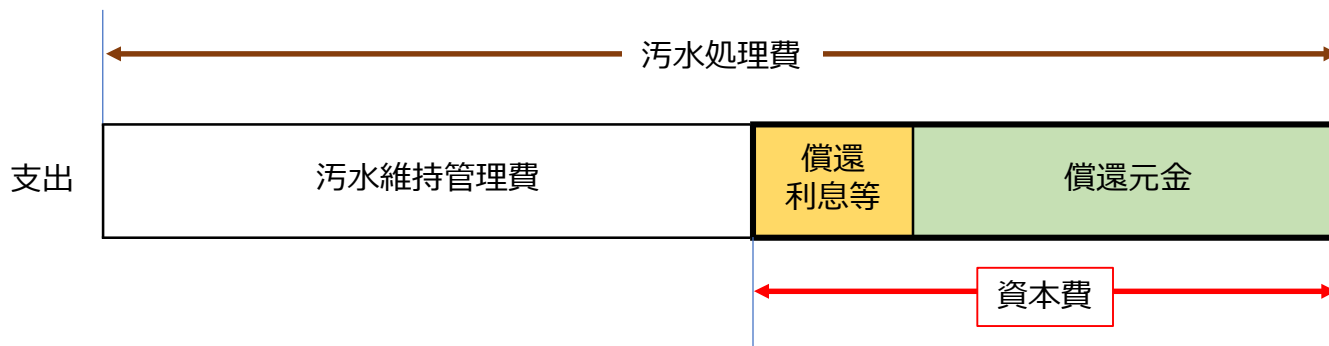 汚水処理費
支出
汚水維持管理費
償還
利息等
償還元金
資本費